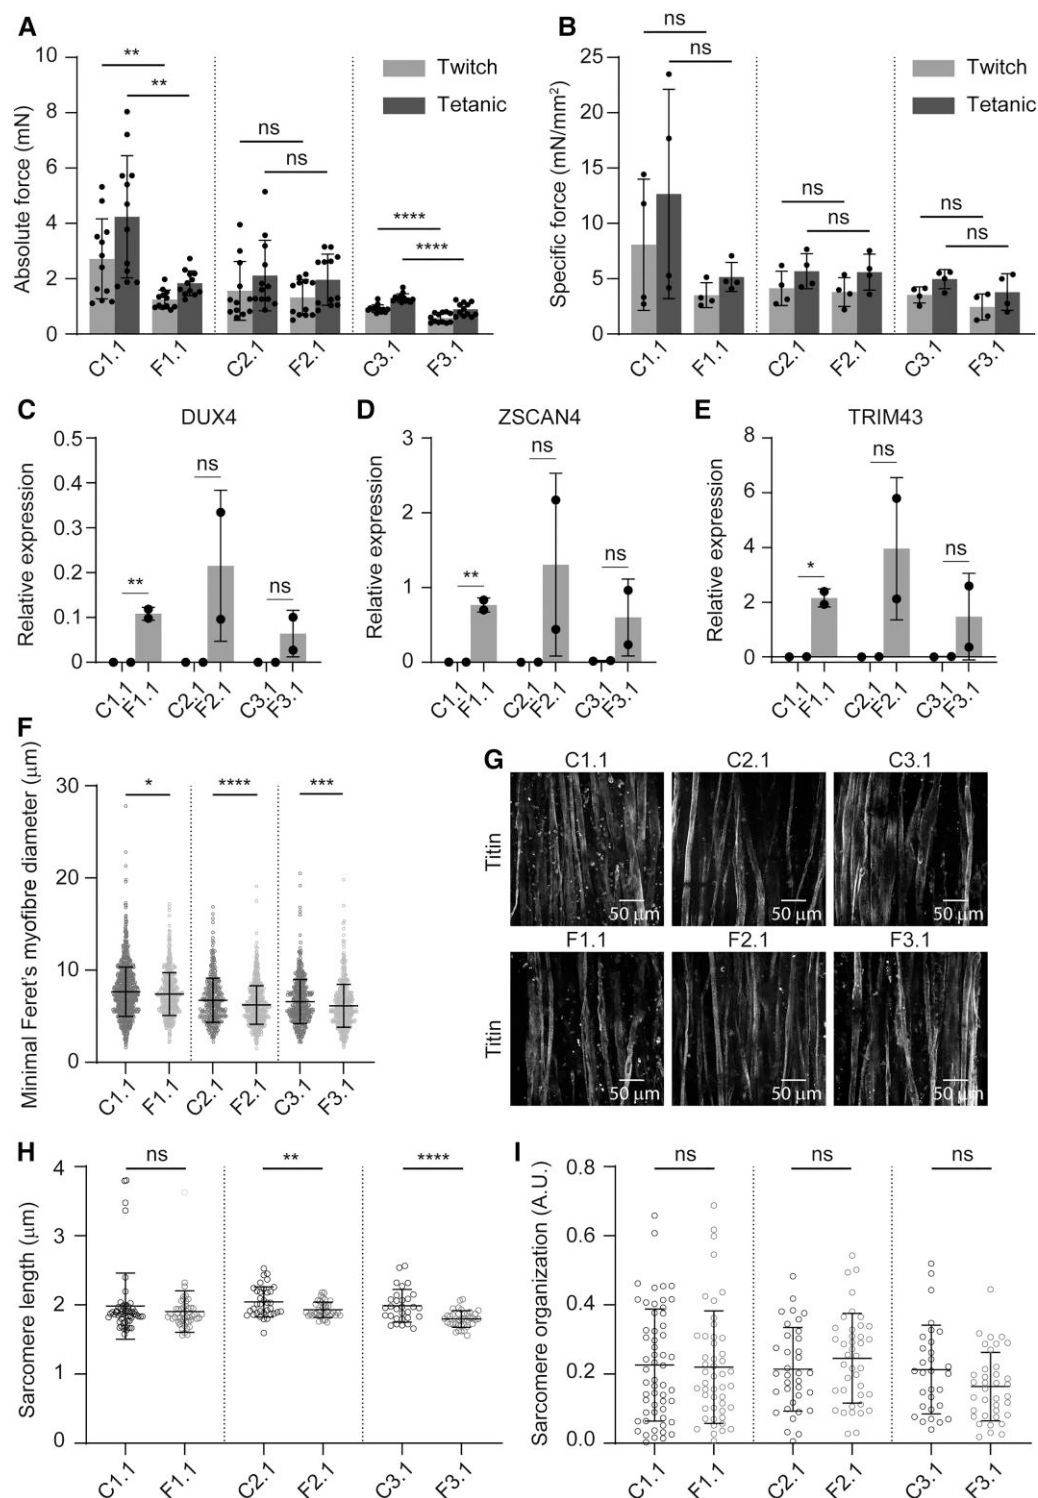 A
Absolute force (mN)
10
8
6
4
2
0
**
**
ns
ns
****
****
Twitch
Tetanic
C1.1
F1.1
C2.1
F2.1
C3.1
F3.1
B
Specific force (mN/mm²)
25
20
15
10
5
0
ns
ns
ns
ns
ns
ns
Twitch
Tetanic
C1.1
F1.1
C2.1
F2.1
C3.1
F3.1
C
DUX4
Relative expression
0.5
0.4
0.3
0.2
0.1
0
**
ns
ns
C1.1
F1.1
C2.1
F2.1
C3.1
F3.1
D
ZSCAN4
Relative expression
3
2
1
0
**
ns
ns
C1.1
F1.1
C2.1
F2.1
C3.1
F3.1
E
TRIM43
Relative expression
8
6
4
2
0
*
ns
ns
C1.1
F1.1
C2.1
F2.1
C3.1
F3.1
F
Minimal Feret's myofibre diameter (μm)
30
20
10
0
*
****
***
C1.1
F1.1
C2.1
F2.1
C3.1
F3.1
G
C1.1
C2.1
C3.1
Titin
50 μm
50 μm
50 μm
F1.1
F2.1
F3.1
Titin
50 μm
50 μm
50 μm
H
Sarcomere length (μm)
4
3
2
1
0
ns
**
****
C1.1
F1.1
C2.1
F2.1
C3.1
F3.1
I
Sarcomere organization (A.U.)
0.8
0.6
0.4
0.2
0.0
ns
ns
ns
C1.1
F1.1
C2.1
F2.1
C3.1
F3.1